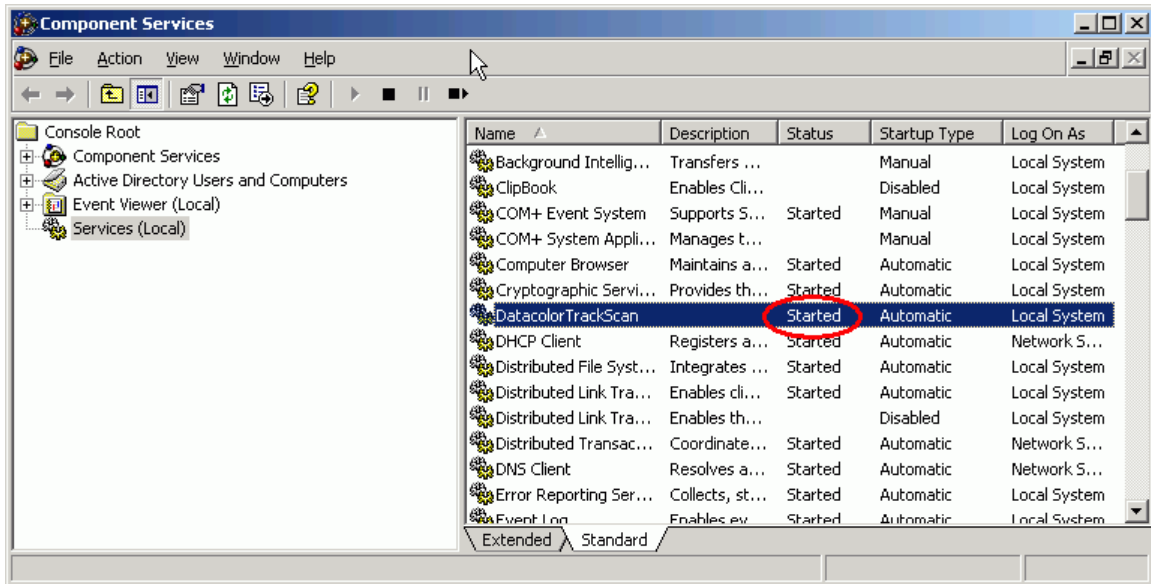 Component Services
File Action View Window Help
Console Root
Component Services
Active Directory Users and Computers
Event Viewer (Local)
Services (Local)
Name Description Status Startup Type Log On As
Background Intellig... Transfers ... Manual Local System
ClipBook Enables Cli... Disabled Local System
COM+ Event System Supports S... Started Manual Local System
COM+ System Appli... Manages t... Manual Local System
Computer Browser Maintains a... Started Automatic Local System
Cryptographic Servi... Provides th... Started Automatic Local System
DatacolorTrackScan Started Automatic Local System
DHCP Client Registers a... Started Automatic Network S...
Distributed File Syst... Integrates ... Started Automatic Local System
Distributed Link Tra... Enables cli... Started Automatic Local System
Distributed Link Tra... Enables th... Disabled Local System
Distributed Transac... Coordinate... Started Automatic Network S...
DNS Client Resolves a... Started Automatic Network S...
Error Reporting Ser... Collects, st... Started Automatic Local System
Event Log Enables ev... Started Automatic Local System
Extended Standard